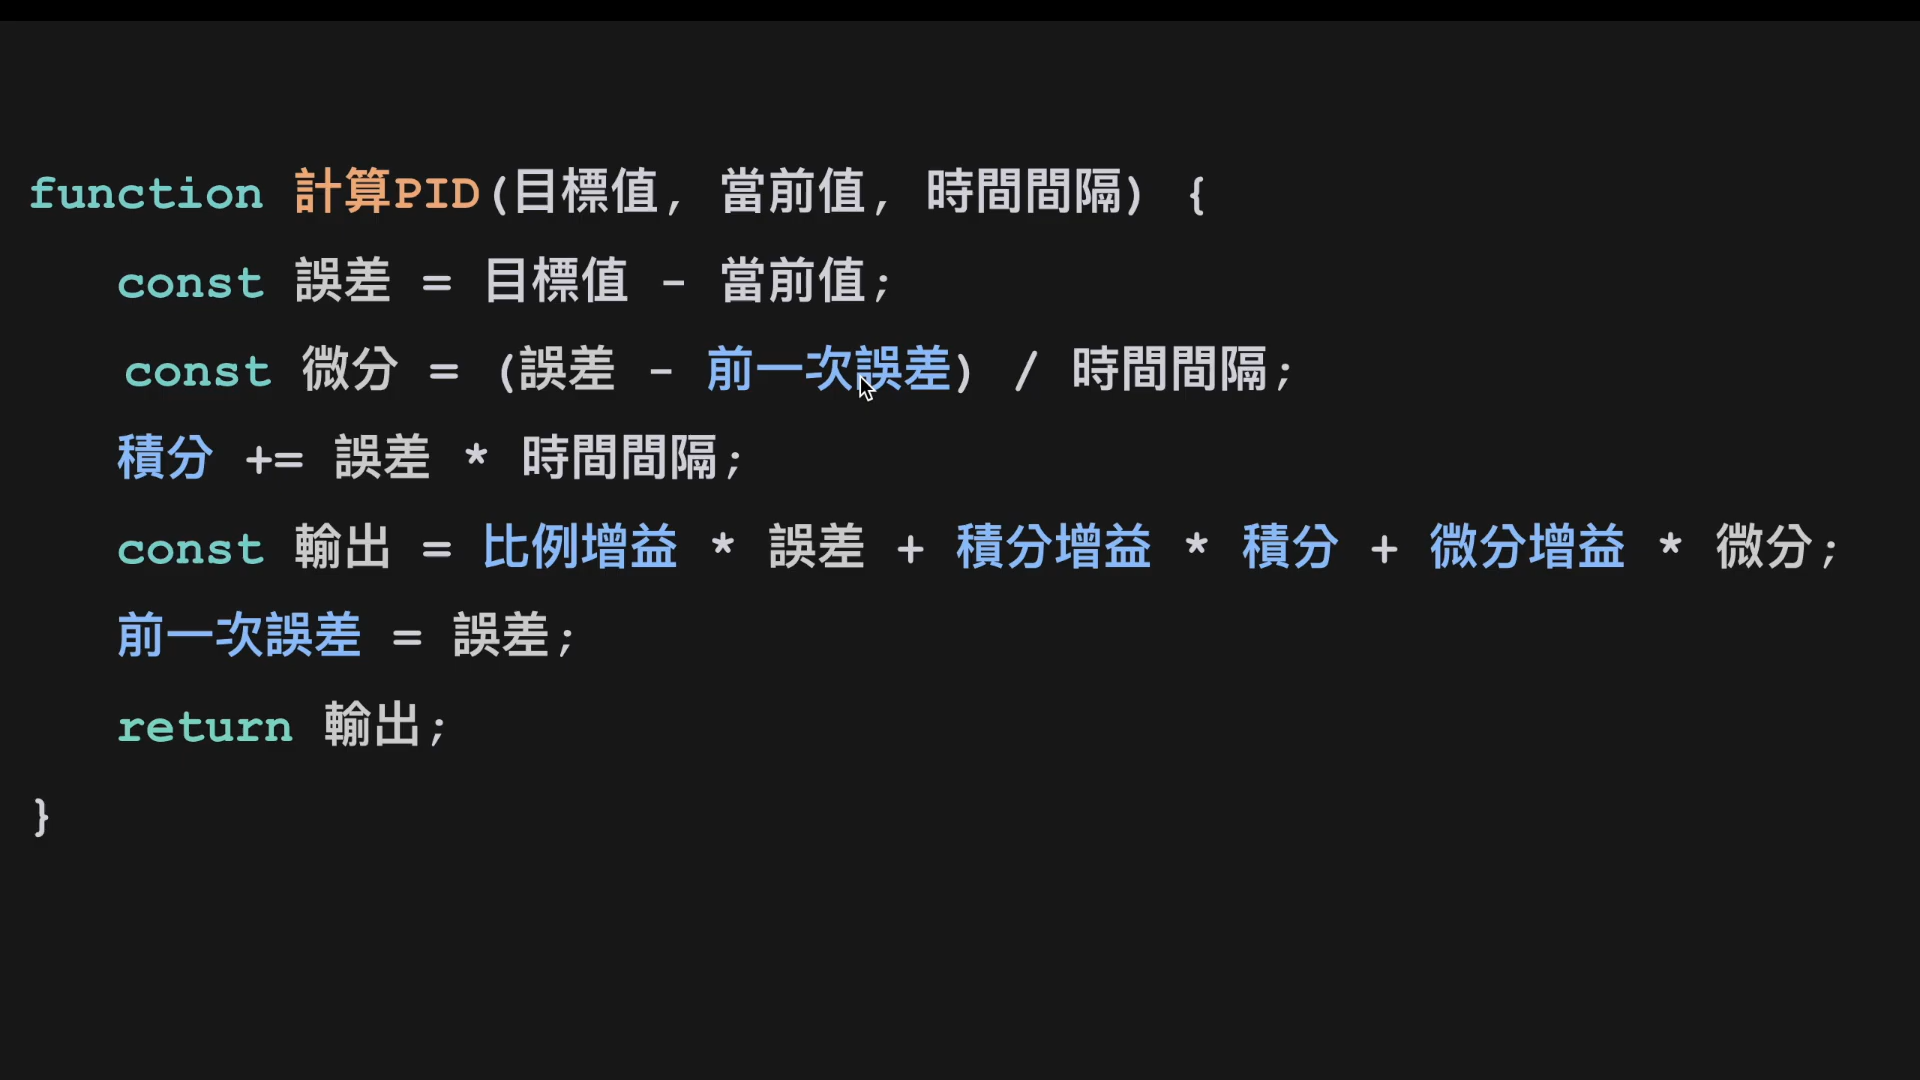 function 計算PID(目標值, 當前值, 時間間隔) {
const 誤差 = 目標值 - 當前值;
const 微分 = (誤差 - 前一次誤差) / 時間間隔;
積分 += 誤差 * 時間間隔;
const 輸出 = 比例增益 * 誤差 + 積分增益 * 積分 + 微分增益 * 微分;
前一次誤差 = 誤差;
return 輸出;
}